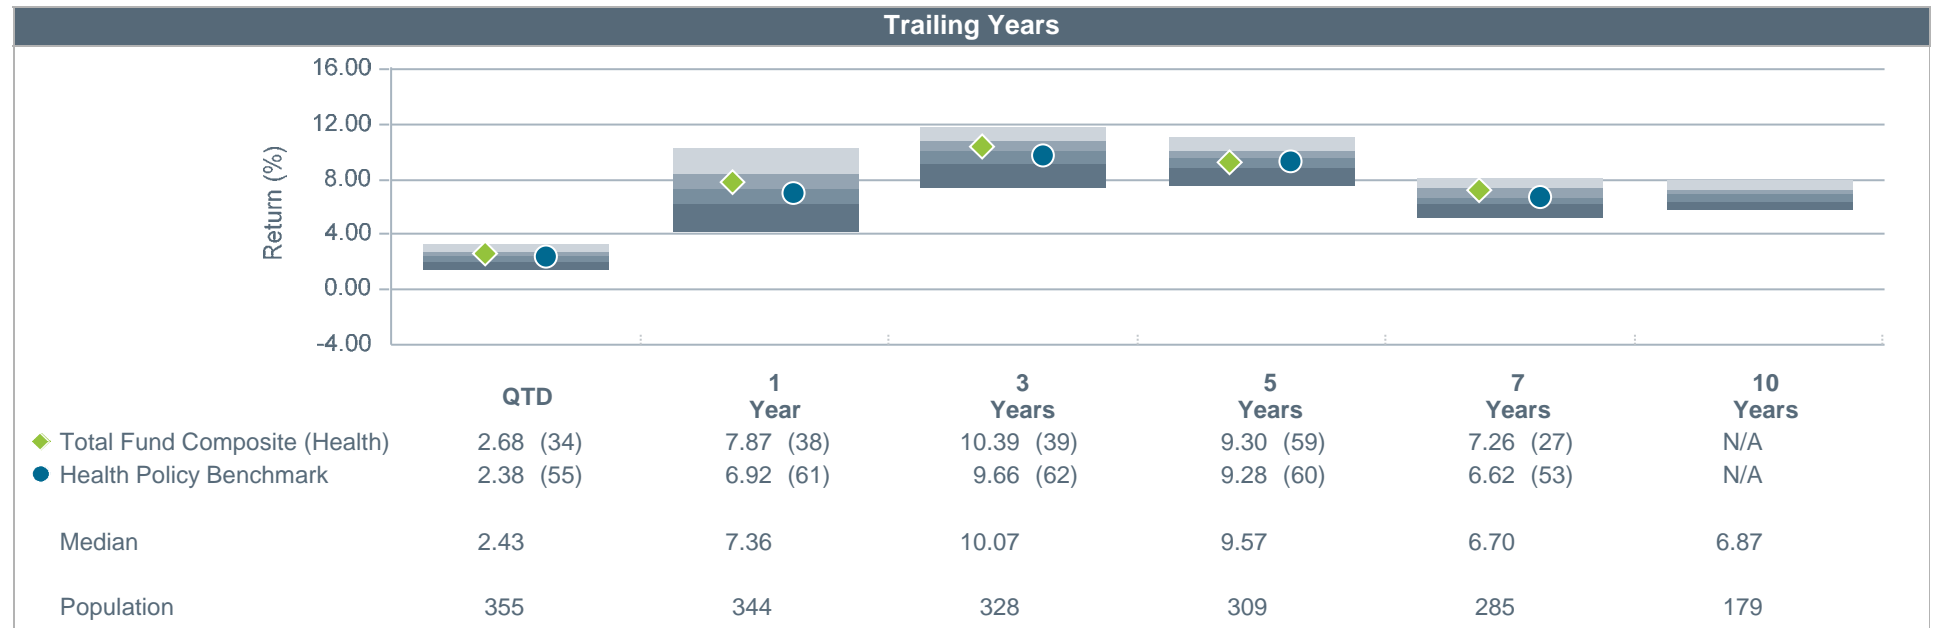 Trailing Years
16.00
12.00
8.00
4.00
0.00
-4.00
Return (%)
QTD
1 Year
3 Years
5 Years
7 Years
10 Years
Total Fund Composite (Health) 2.68 (34) 7.87 (38) 10.39 (39) 9.30 (59) 7.26 (27) N/A
Health Policy Benchmark 2.38 (55) 6.92 (61) 9.66 (62) 9.28 (60) 6.62 (53) N/A
Median 2.43 7.36 10.07 9.57 6.70 6.87
Population 355 344 328 309 285 179